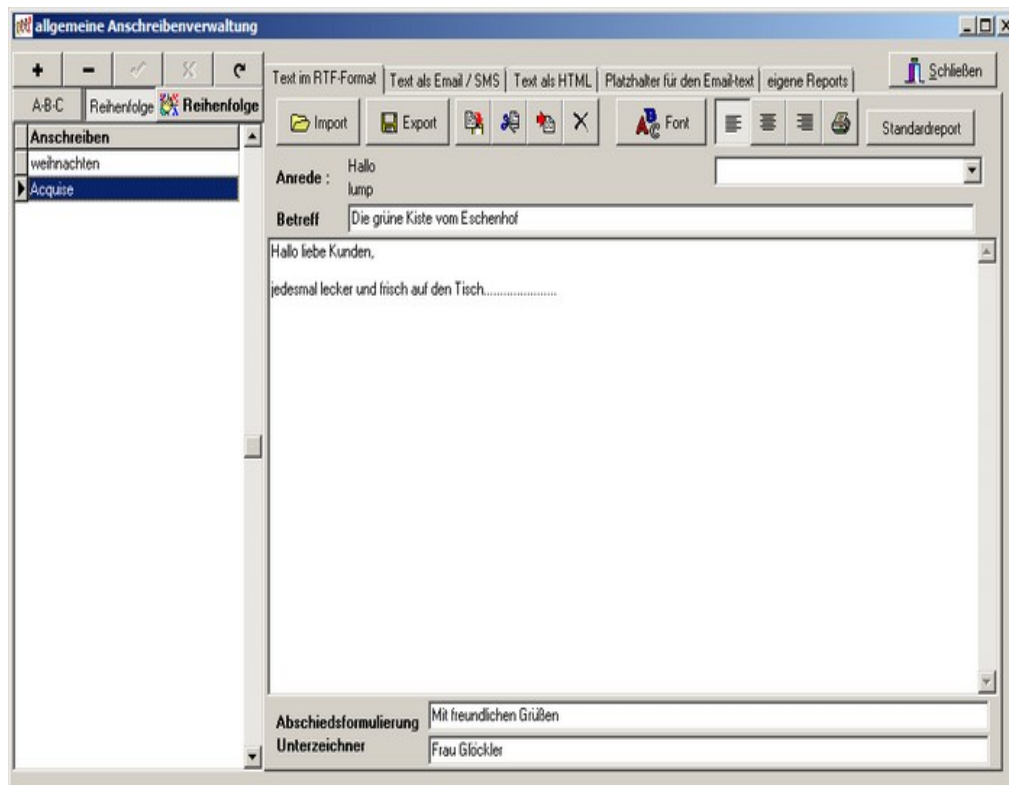 allgemeine Anschreibenverwaltung
Schließen
Text im RTF-Format Text als Email / SMS Text als HTML Platzhalter für den Email-text eigene Reports
A-B-C Reihenfolge Reihenfolge
Import Export Font Standardreport
Anschreiben
weihnachten
Acquise
Anrede : Hallo
lump
Betreff Die grüne Kiste vom Eschenhof
Hallo liebe Kunden,
jedesmal lecker und frisch auf den Tisch......................
Abschiedsformulierung Mit freundlichen Grüßen
Unterzeichner Frau Glöckler